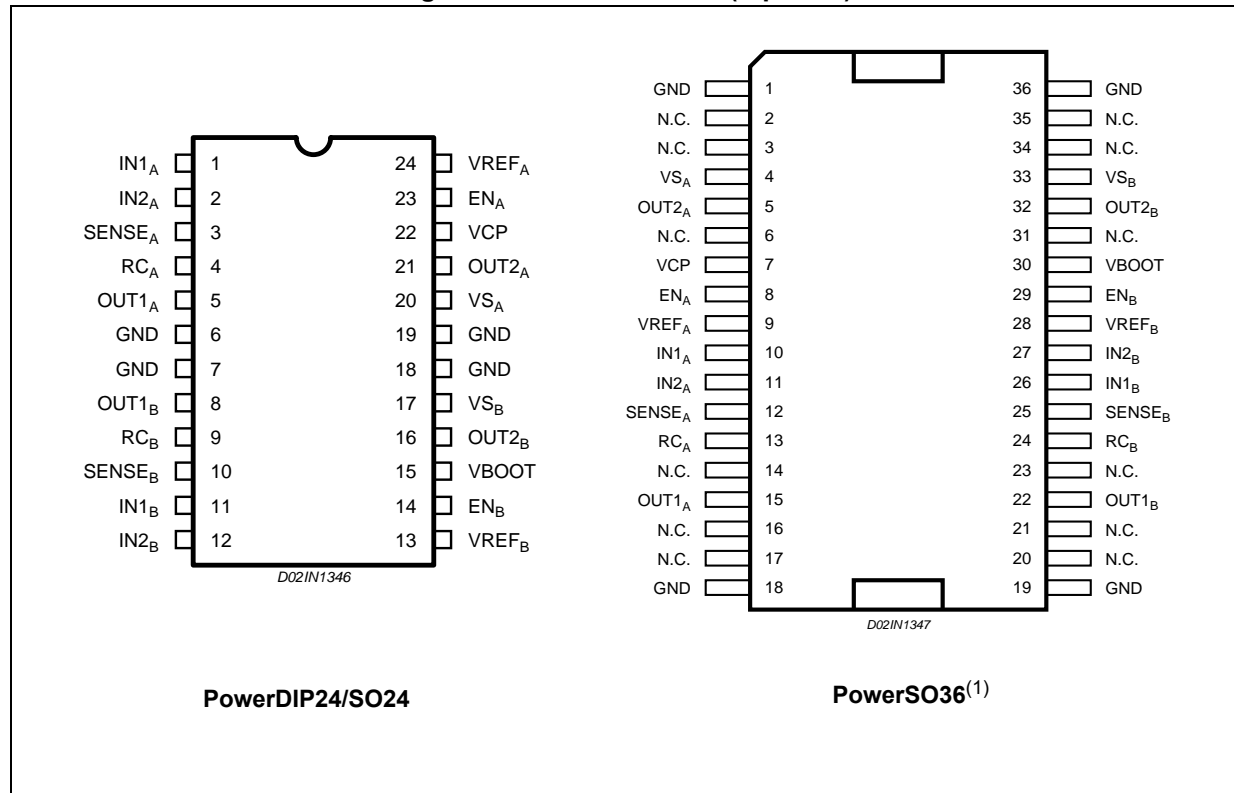 IN1A 1 24 VREFA
IN2A 2 23 ENA
SENSEA 3 22 VCP
RCA 4 21 OUT2A
OUT1A 5 20 VSA
GND 6 19 GND
GND 7 18 GND
OUT1B 8 17 VSB
RCB 9 16 OUT2B
SENSEB 10 15 VBOOT
IN1B 11 14 ENB
IN2B 12 13 VREFB
D02IN1346
PowerDIP24/SO24
GND 1 36 GND
N.C. 2 35 N.C.
N.C. 3 34 N.C.
VSA 4 33 VSB
OUT2A 5 32 OUT2B
N.C. 6 31 N.C.
VCP 7 30 VBOOT
ENA 8 29 ENB
VREFA 9 28 VREFB
IN1A 10 27 IN2B
IN2A 11 26 IN1B
SENSEA 12 25 SENSEB
RCA 13 24 RCB
N.C. 14 23 N.C.
OUT1A 15 22 OUT1B
N.C. 16 21 N.C.
N.C. 17 20 N.C.
GND 18 19 GND
D02IN1347
PowerSO36(1)